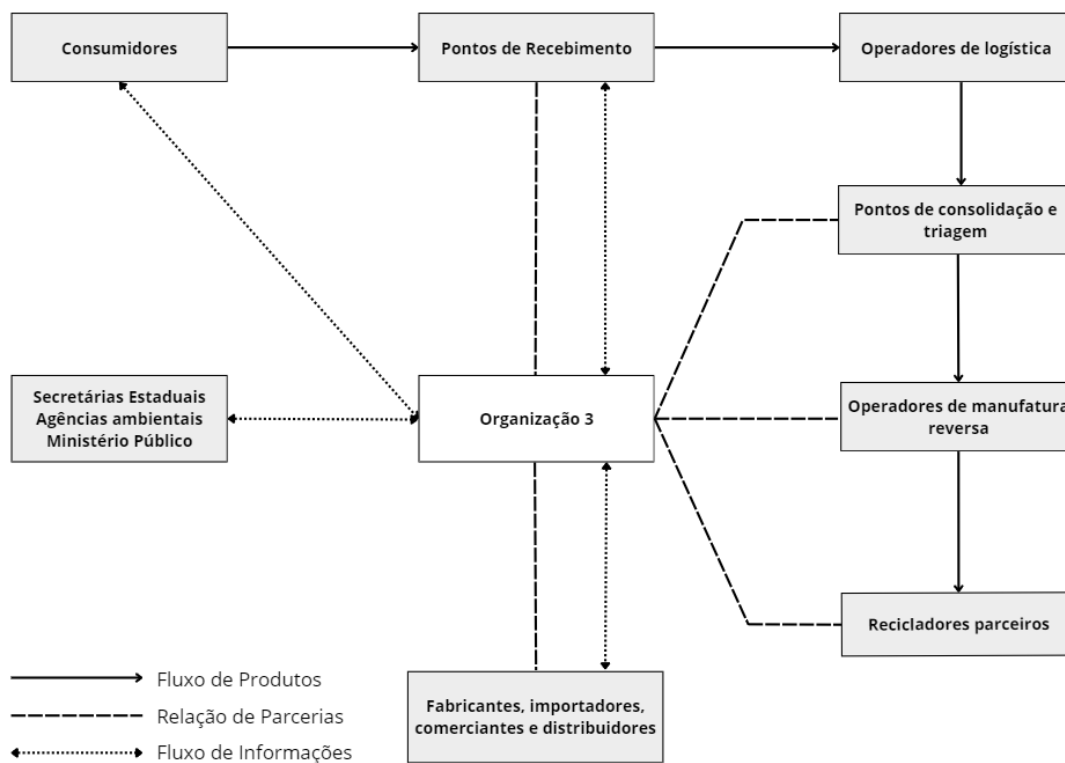 Consumidores
Pontos de Recebimento
Operadores de logística
Pontos de consolidação e
triagem
Secretárias Estaduais
Agências ambientais
Ministério Público
Organização 3
Operadores de manufatura
reversa
Recicladores parceiros
Fluxo de Produtos
Relação de Parcerias
Fluxo de Informações
Fabricantes, importadores,
comerciantes e distribuidores